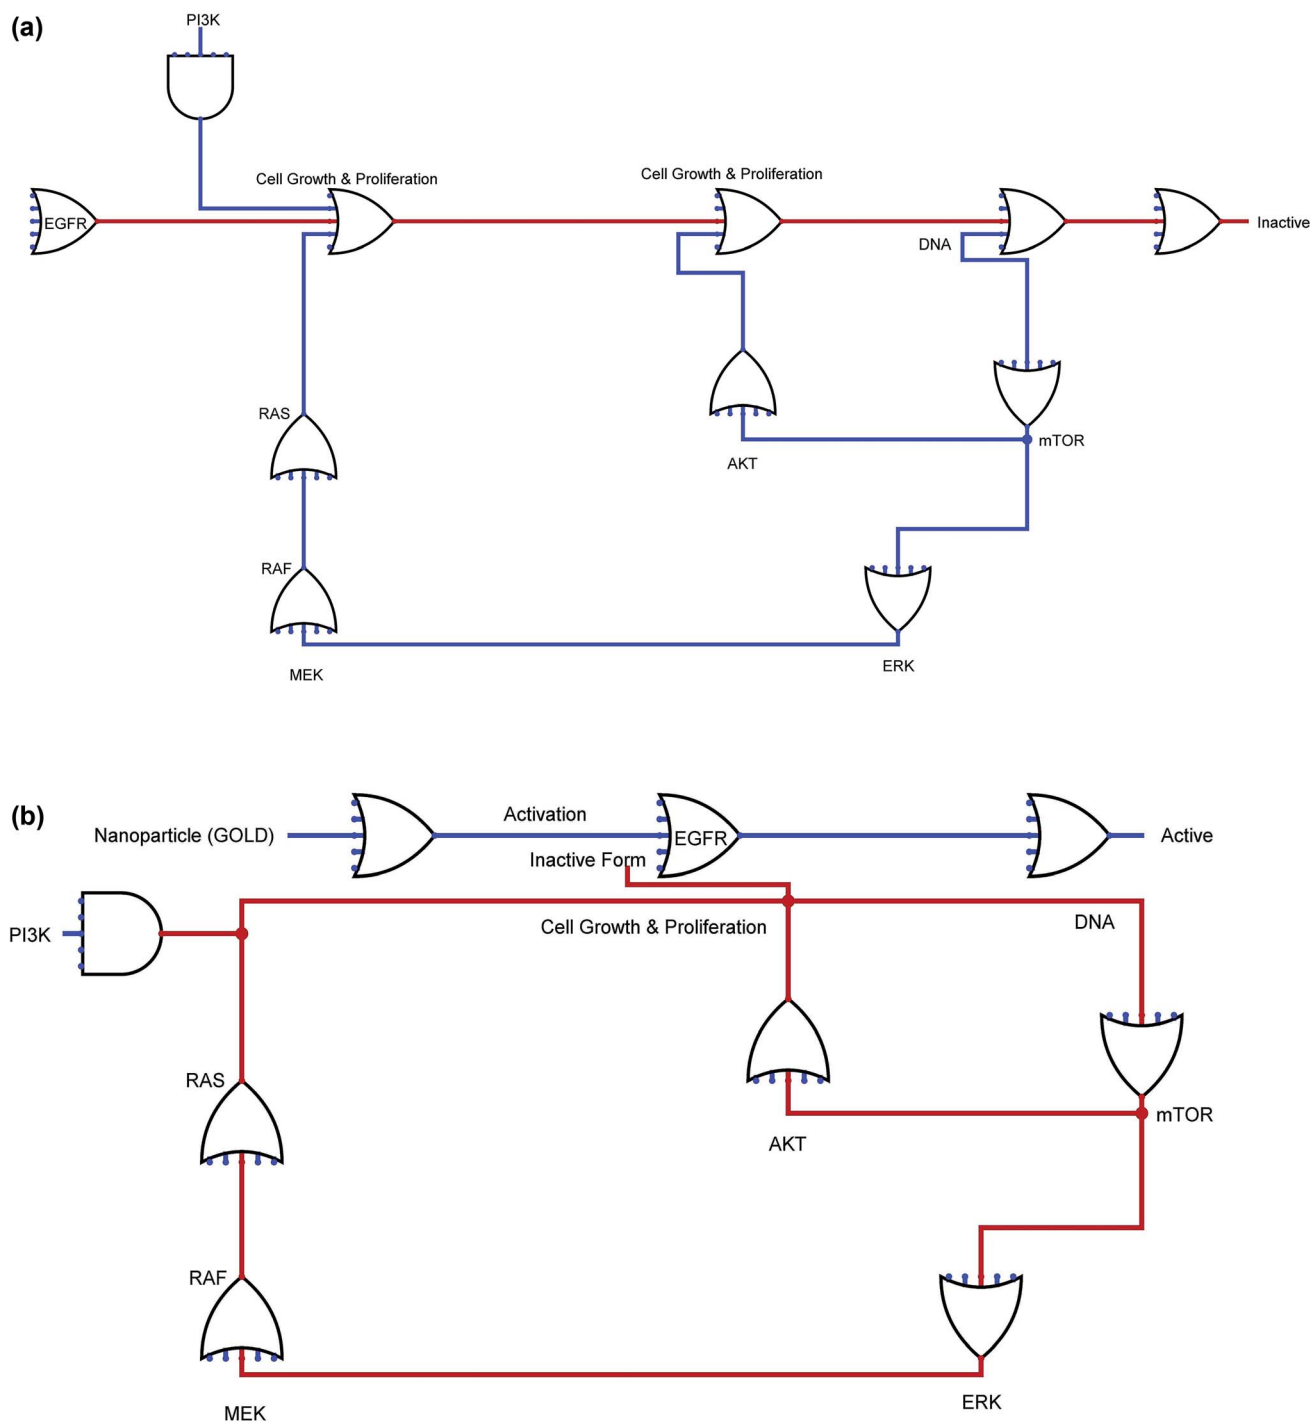 (a)
PI3K
Cell Growth & Proliferation
Cell Growth & Proliferation
EGFR
DNA
Inactive
RAS
mTOR
AKT
RAF
MEK
ERK
(b)
Nanoparticle (GOLD)
Activation
EGFR
Active
Inactive Form
PI3K
Cell Growth & Proliferation
DNA
RAS
mTOR
AKT
RAF
MEK
ERK